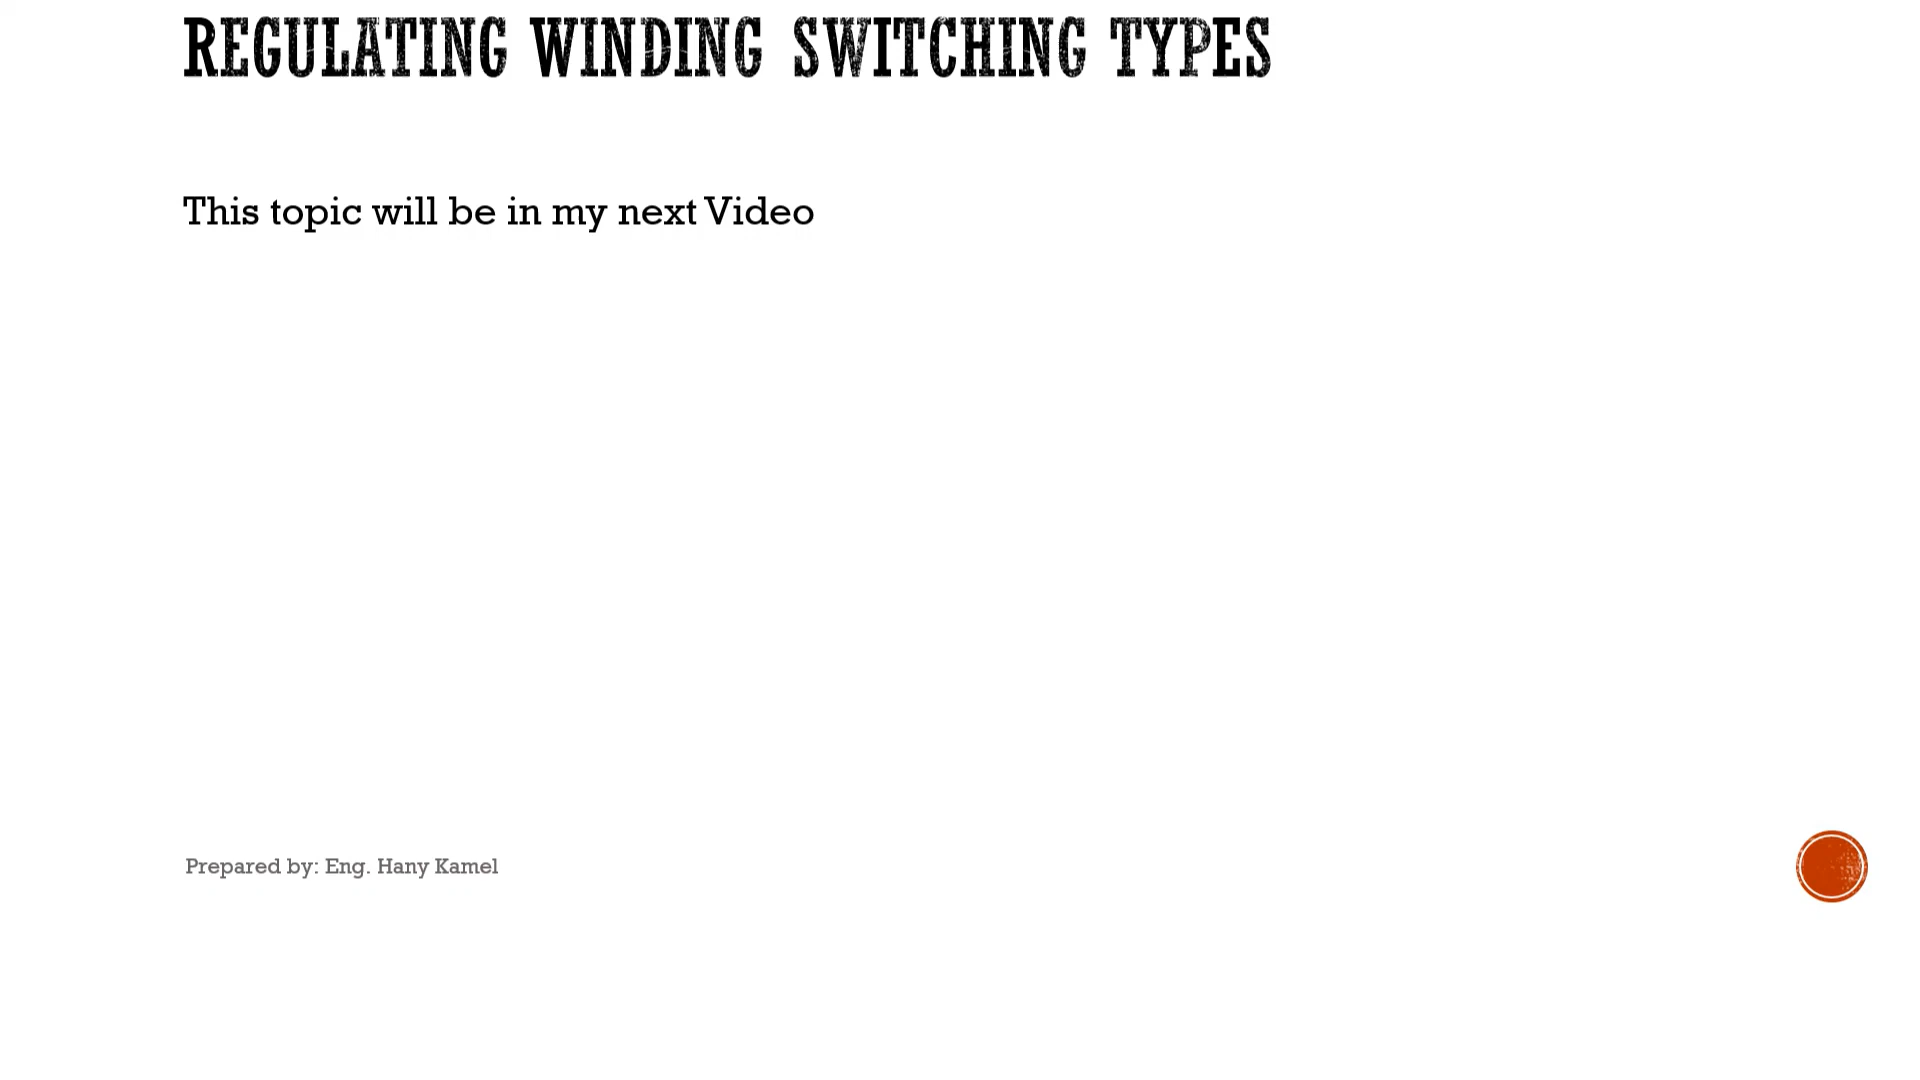 REGULATING WINDING SWITCHING TYPES
This topic will be in my next Video
Prepared by: Eng. Hany Kamel